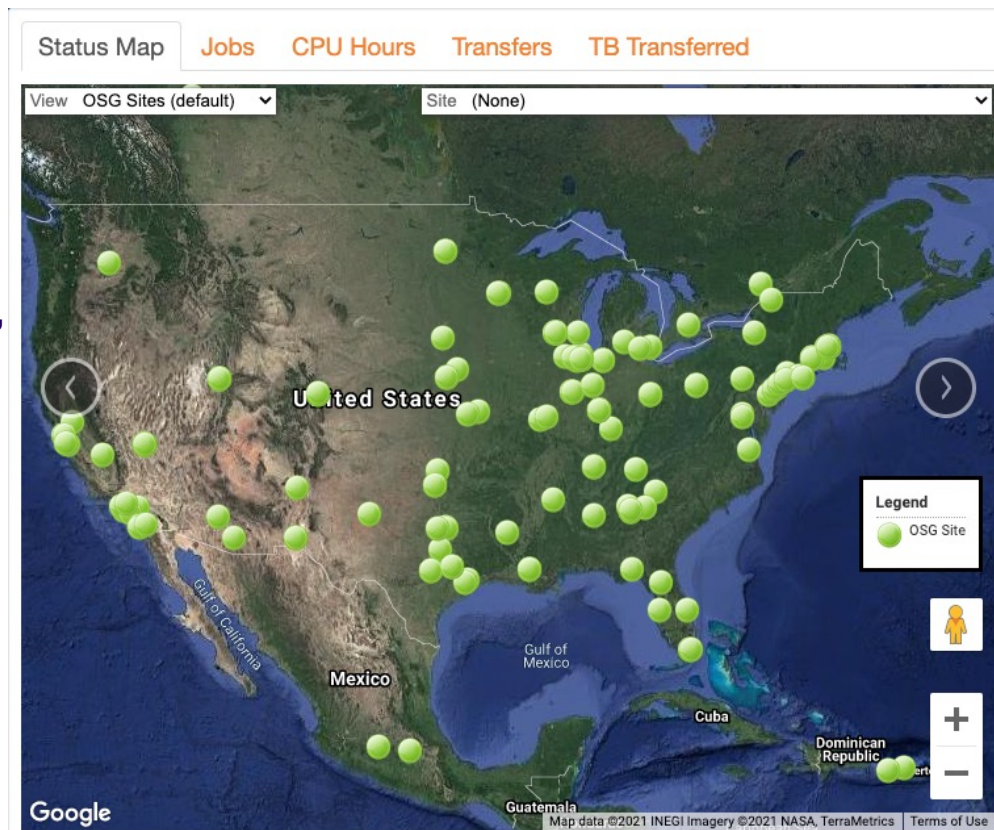 Status Map Jobs CPU Hours Transfers TB Transferred
View OSG Sites (default) Site (None)
United States
Legend
OSG Site
Gulf of California
Gulf of
Mexico
Mexico
Cuba
Dominican
Republic
Guatemala
Google
Map data ©2021 INEGI Imagery ©2021 NASA, TerraMetrics Terms of Use